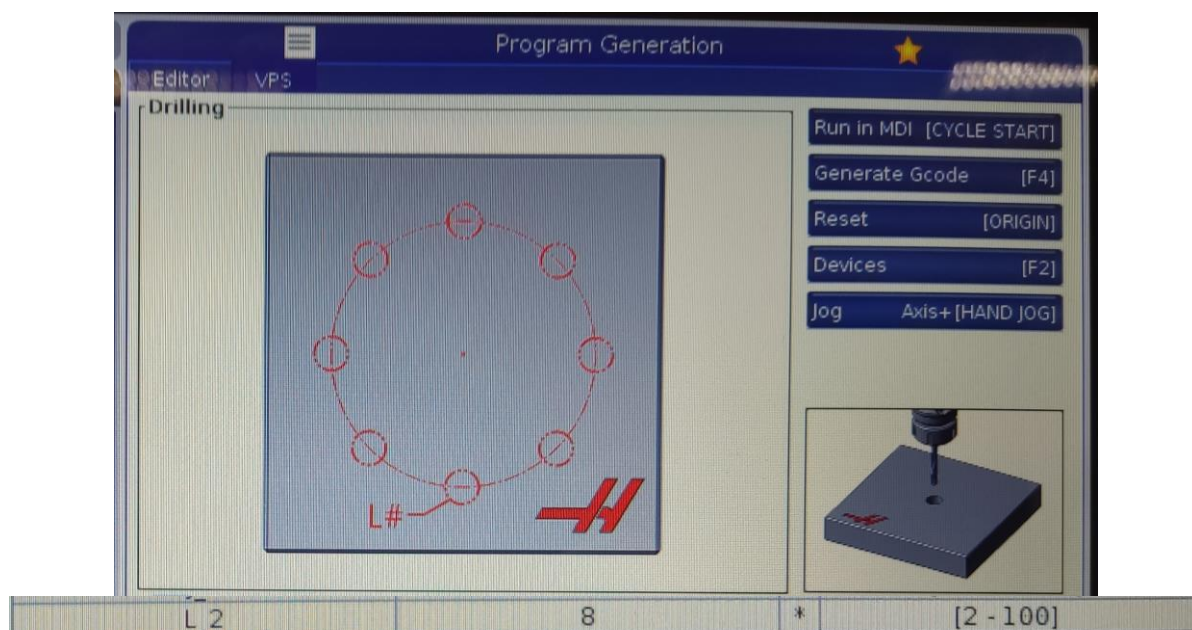 Program Generation
Editor VPS
Drilling
Run in MDI [CYCLE START]
Generate Gcode [F4]
Reset [ORIGIN]
Devices [F2]
Jog Axis+[HAND JOG]
L#
L 2 8 * [2 - 100]